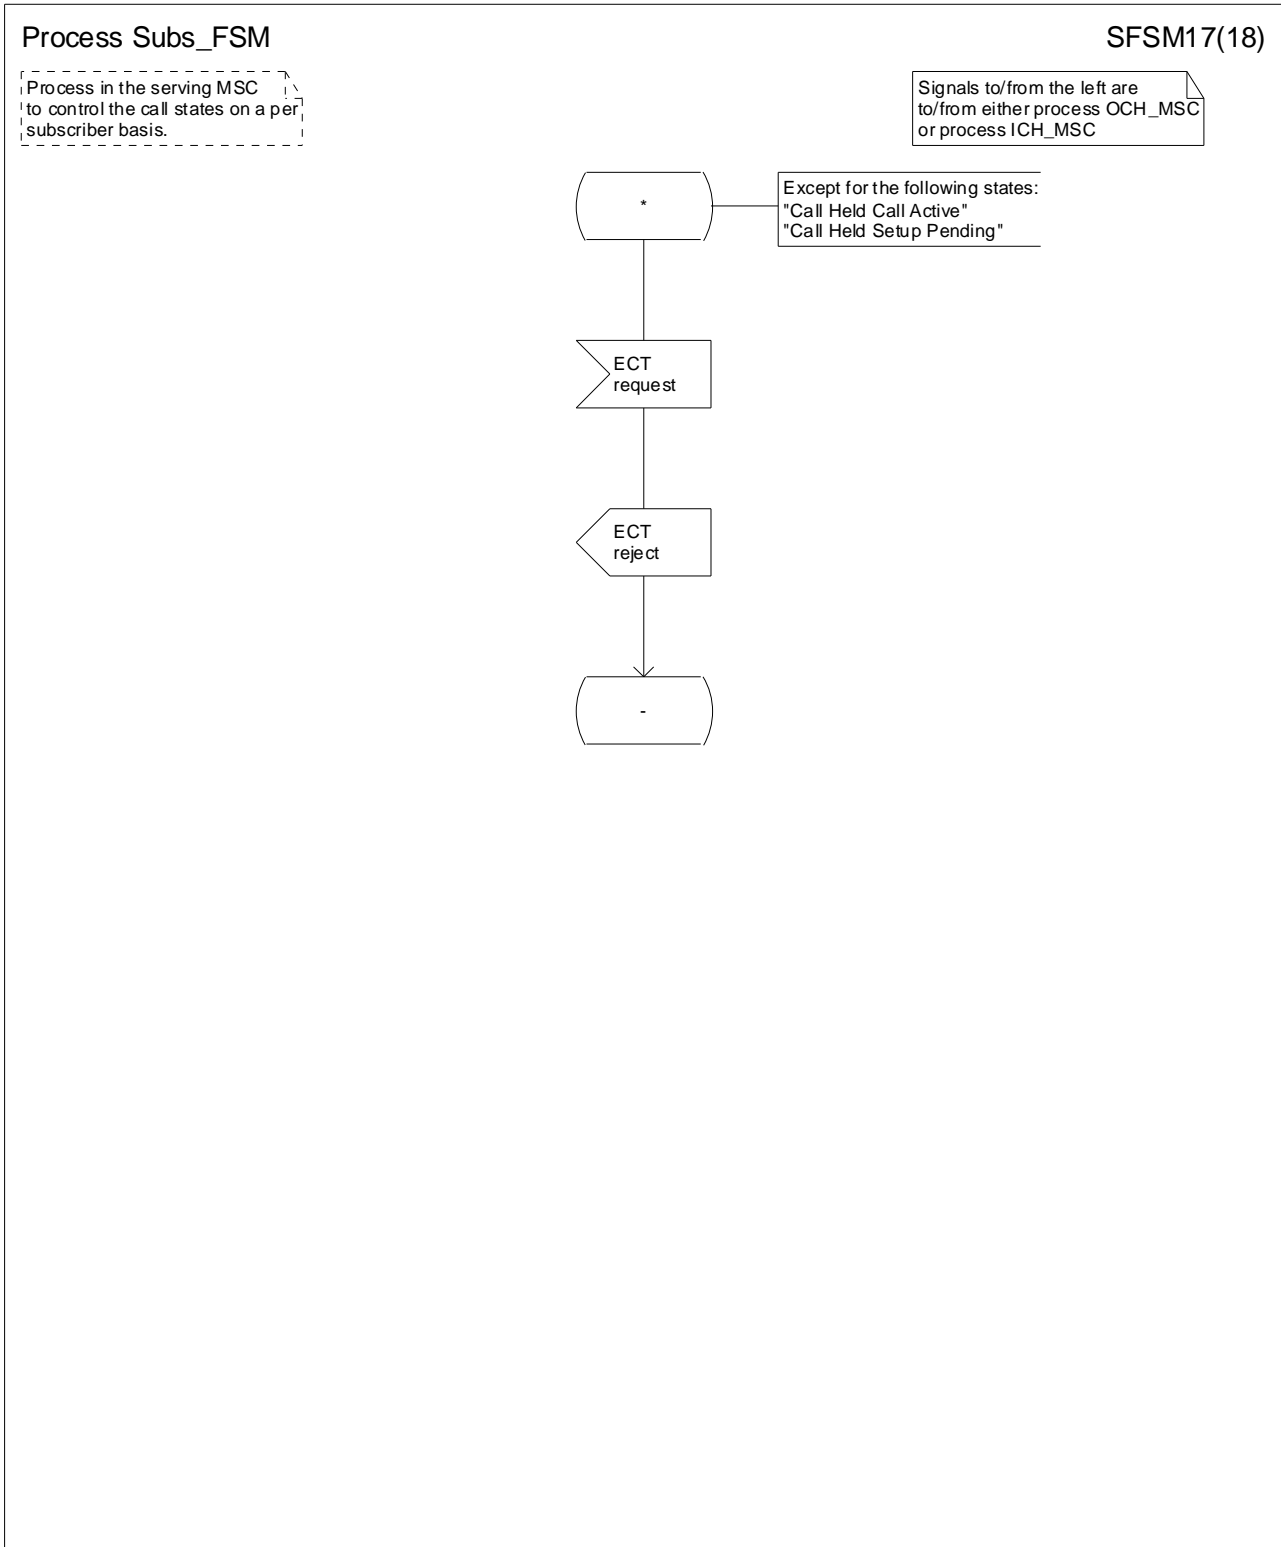 Process Subs_FSM
SFSM17(18)
Process in the serving MSC
to control the call states on a per
subscriber basis.
Signals to/from the left are
to/from either process OCH_MSC
or process ICH_MSC
*
Except for the following states:
"Call Held Call Active"
"Call Held Setup Pending"
ECT
request
ECT
reject
-